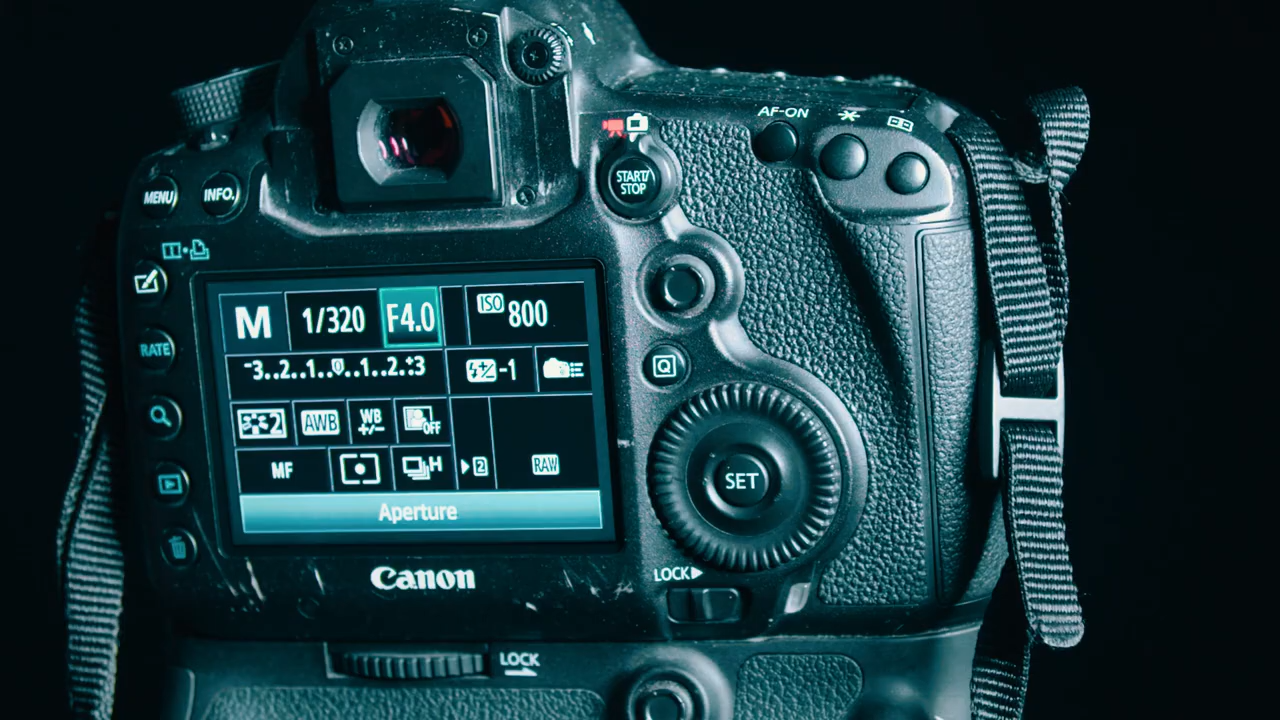 AF-ON
START/
STOP
MENU
INFO.
M
1/320
F4.0
ISO
800
RATE
-3..2..1..0..1..2..+3
-1
Q
2
AWB
WB
+/-
OFF
MF
H
2
RAW
SET
Aperture
Canon
LOCK
LOCK